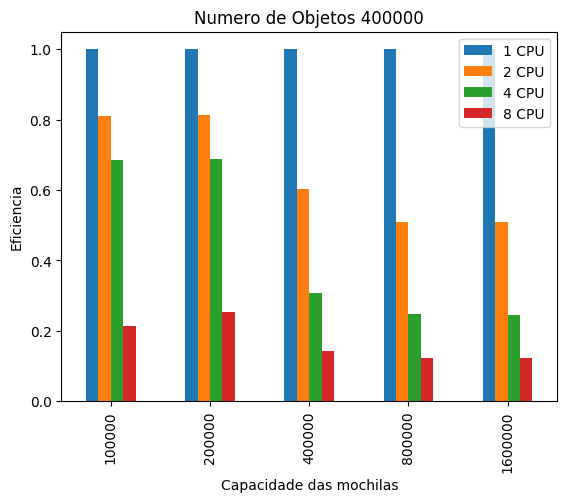 Numero de Objetos 400000
1 CPU
2 CPU
4 CPU
8 CPU
Eficiencia
1.0
0.8
0.6
0.4
0.2
0.0
100000
200000
400000
800000
1600000
Capacidade das mochilas